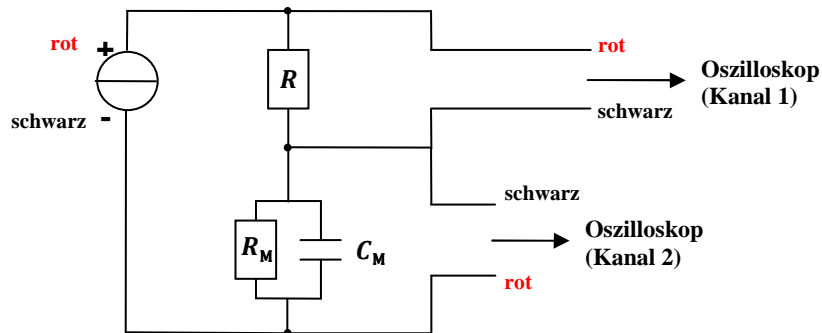 rot
+
rot
R
Oszilloskop
(Kanal 1)
schwarz
-
schwarz
schwarz
R_M
C_M
Oszilloskop
(Kanal 2)
rot